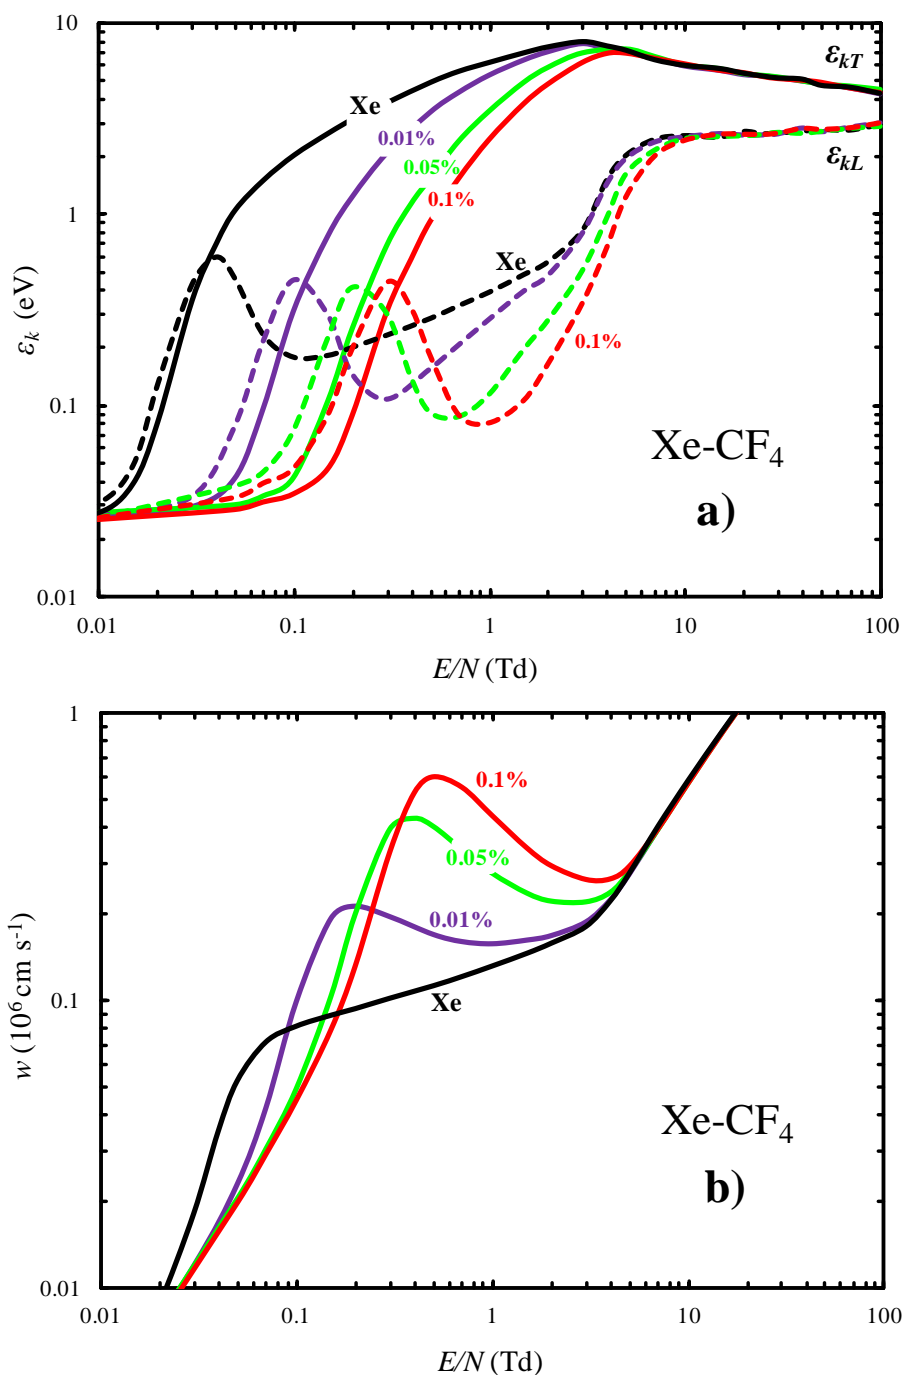 10
ε_kT
Xe
0.01%
0.05%
ε_kL
0.1%
1
Xe
ε_k (eV)
0.1%
0.1
Xe-CF₄
a)
0.01
0.01 0.1 1 10 100
E/N (Td)
1
0.1%
0.05%
0.01%
w (10⁶ cm s⁻¹)
0.1
Xe
Xe-CF₄
b)
0.01
0.01 0.1 1 10 100
E/N (Td)